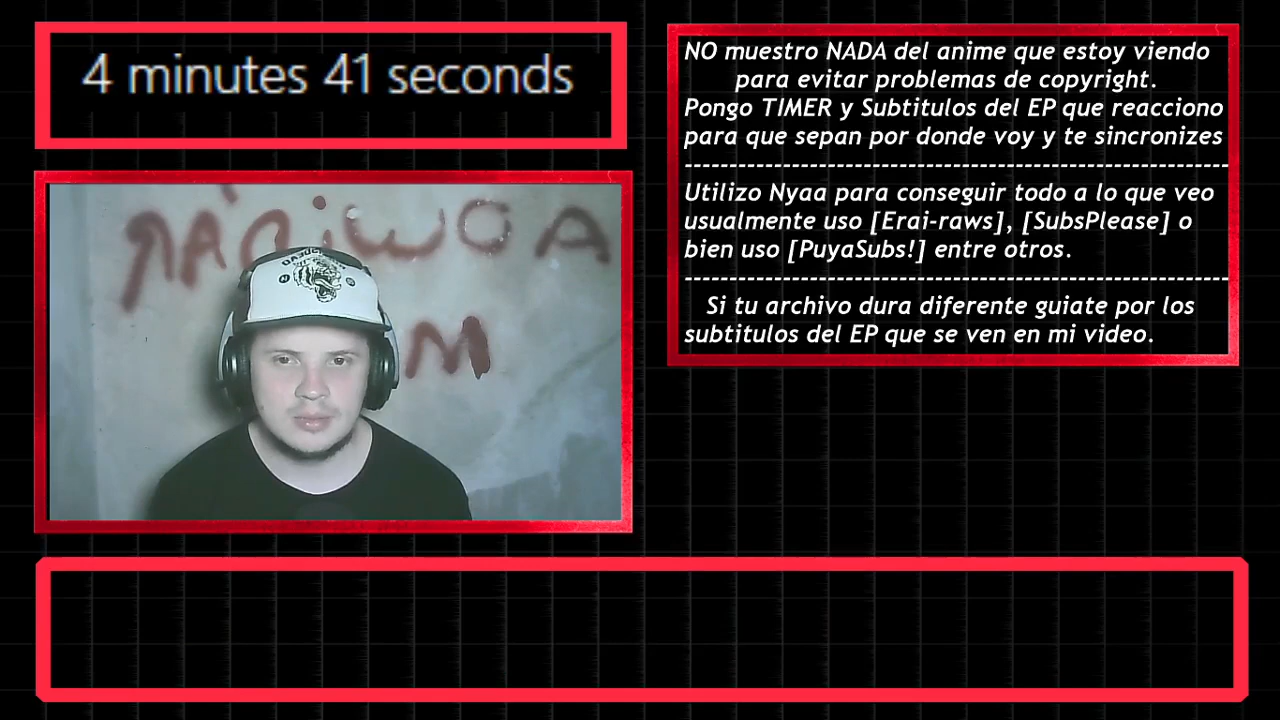 4 minutes 41 seconds
NO muestro NADA del anime que estoy viendo
para evitar problemas de copyright.
Pongo TIMER y Subtitulos del EP que reacciono
para que sepan por donde voy y te sincronizes
-----------------------------------------------------------------
Utilizo Nyaa para conseguir todo a lo que veo
usualmente uso [Erai-raws], [SubsPlease] o
bien uso [PuyaSubs!] entre otros.
-----------------------------------------------------------------
Si tu archivo dura diferente guiate por los
subtitulos del EP que se ven en mi video.